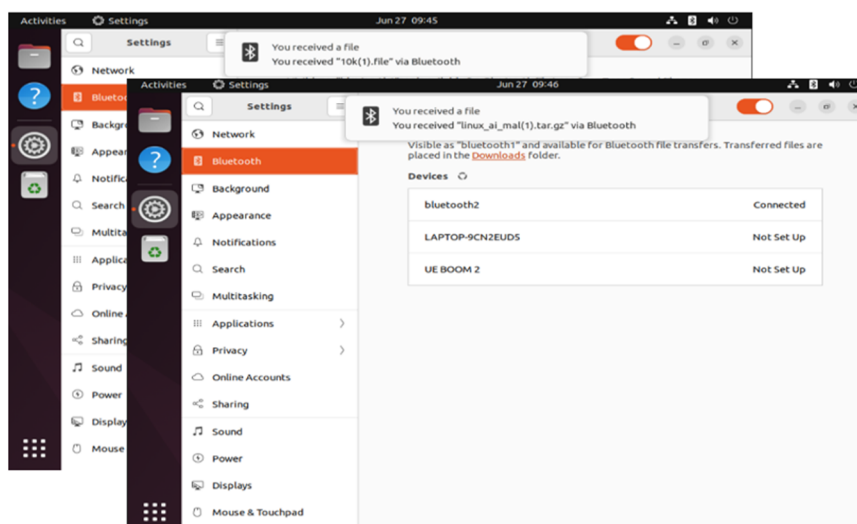 Activities Settings Jun 27 09:45
Settings
You received a file
You received "10k(1).file" via Bluetooth
Network
Bluetoo
Backgr
Appear
Notific
Search
Multita
Applica
Privacy
Online
Sharing
Sound
Power
Display
Mouse
Activities Settings Jun 27 09:46
Settings
You received a file
You received "linux_ai_mal(1).tar.gz" via Bluetooth
Network
Bluetooth
Background
Appearance
Notifications
Search
Multitasking
Applications
Privacy
Online Accounts
Sharing
Sound
Power
Displays
Mouse & Touchpad
Visible as "bluetooth1" and available for Bluetooth file transfers. Transferred files are
placed in the Downloads folder.
Devices
bluetooth2 Connected
LAPTOP-9CN2EUD5 Not Set Up
UE BOOM 2 Not Set Up